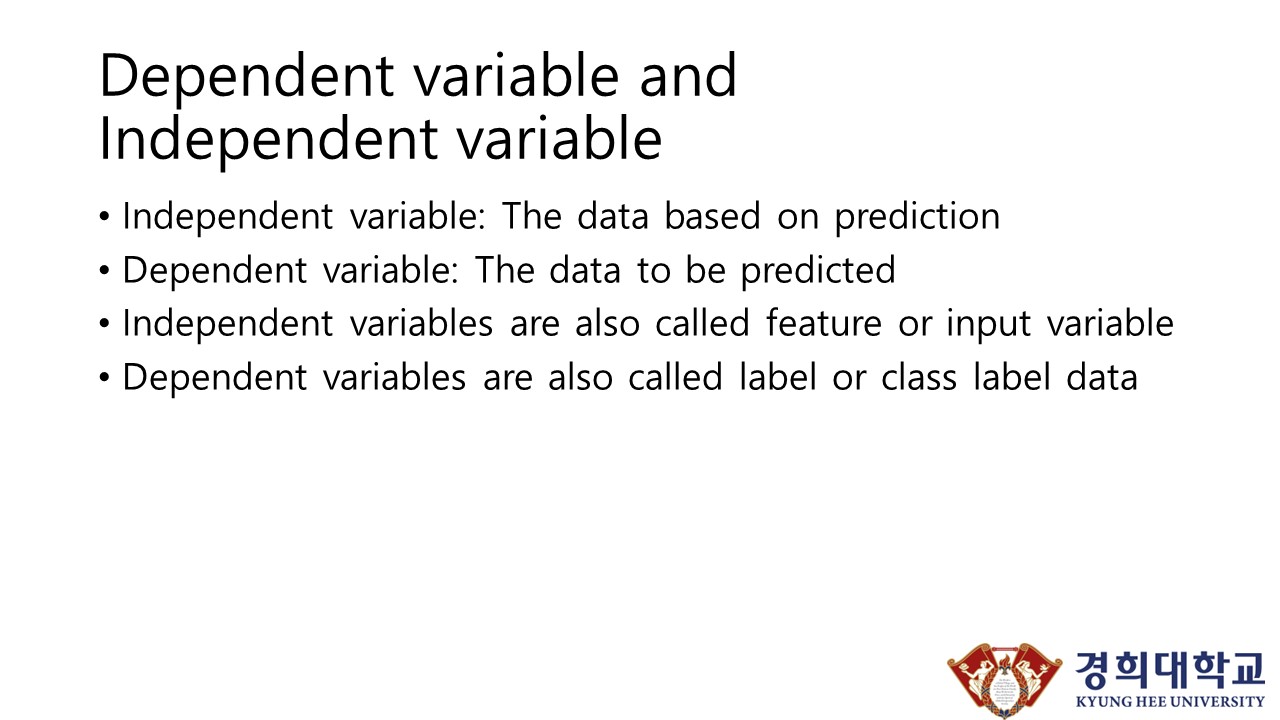 Dependent variable and
Independent variable
• Independent variable: The data based on prediction
• Dependent variable: The data to be predicted
• Independent variables are also called feature or input variable
• Dependent variables are also called label or class label data
경희대학교
KYUNG HEE UNIVERSITY